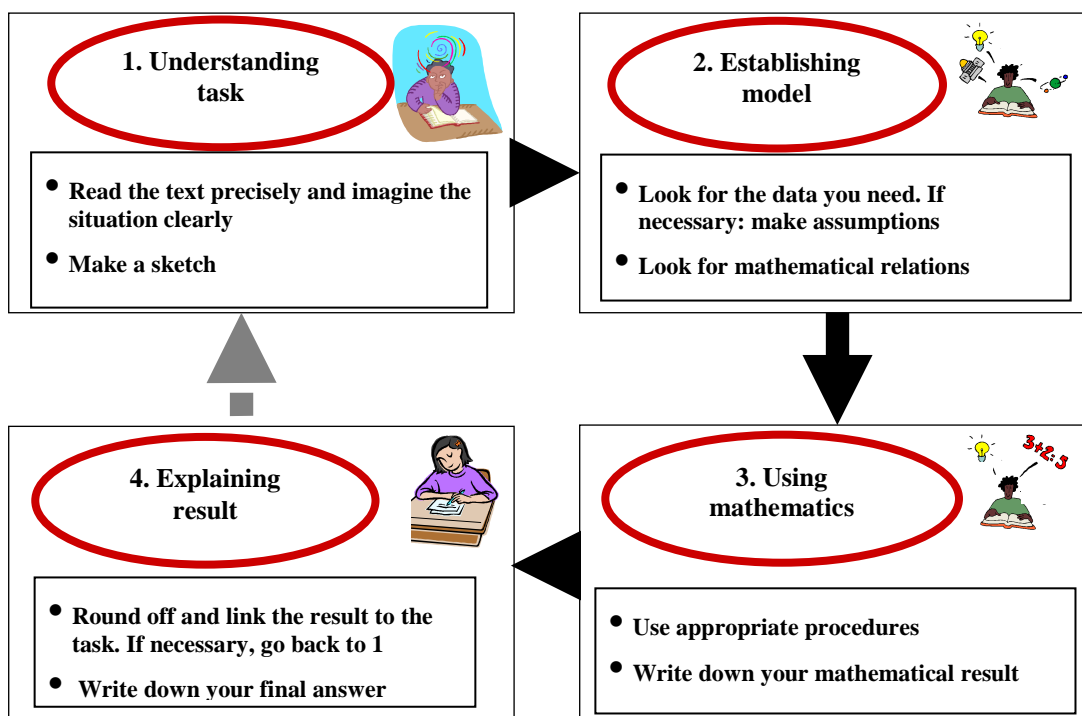 1. Understanding
task
• Read the text precisely and imagine the
situation clearly
• Make a sketch
2. Establishing
model
• Look for the data you need. If
necessary: make assumptions
• Look for mathematical relations
3. Using
mathematics
3+2:5
• Use appropriate procedures
• Write down your mathematical result
4. Explaining
result
• Round off and link the result to the
task. If necessary, go back to 1
• Write down your final answer